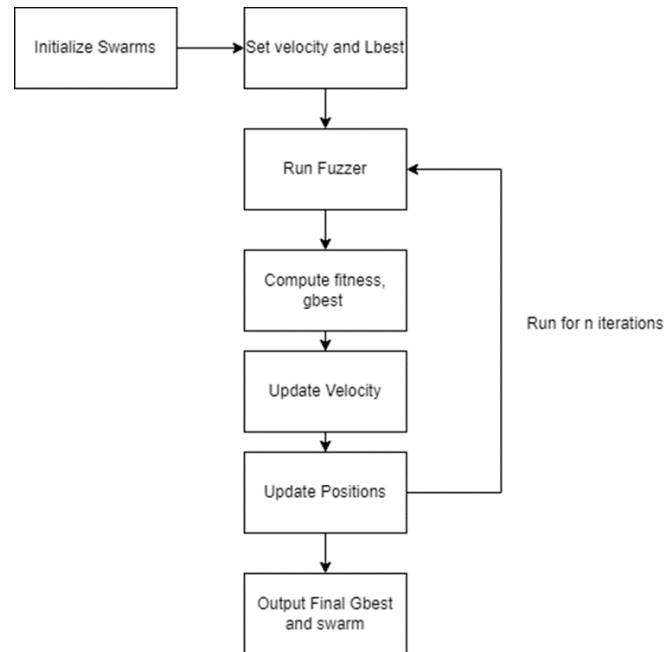 Initialize Swarms
Set velocity and Lbest
Run Fuzzer
Compute fitness,
gbest
Run for n iterations
Update Velocity
Update Positions
Output Final Gbest
and swarm